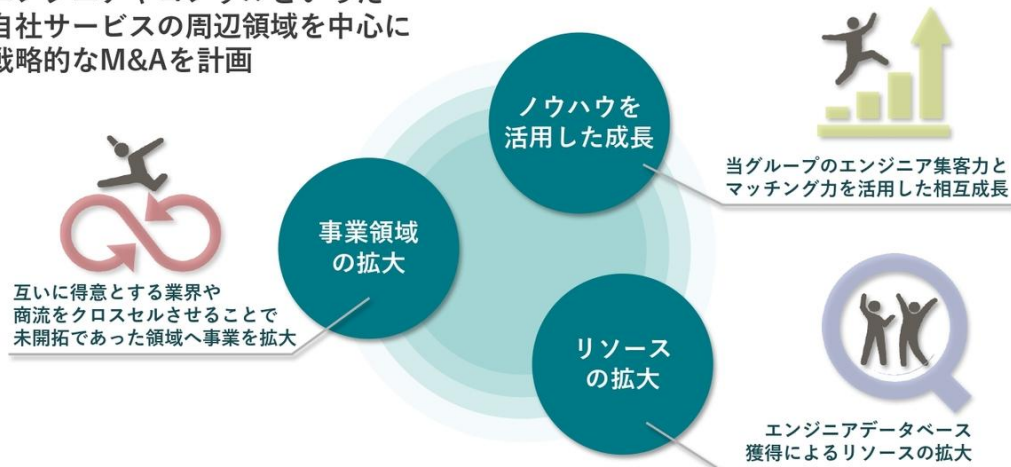 自社サービスの周辺領域を中心に
戦略的なM&Aを計画
ノウハウを
活用した成長
当グループのエンジニア集客力と
マッチング力を活用した相互成長
事業領域
の拡大
互いに得意とする業界や
商流をクロスセルさせることで
未開拓であった領域へ事業を拡大
リソース
の拡大
エンジニアデータベース
獲得によるリソースの拡大